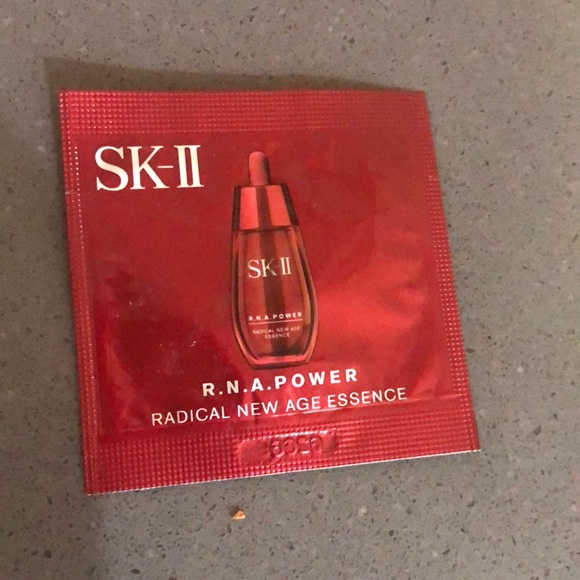 SK-II
SK-II
R.N.A.POWER
RADICAL NEW AGE
ESSENCE
R.N.A.POWER
RADICAL NEW AGE ESSENCE